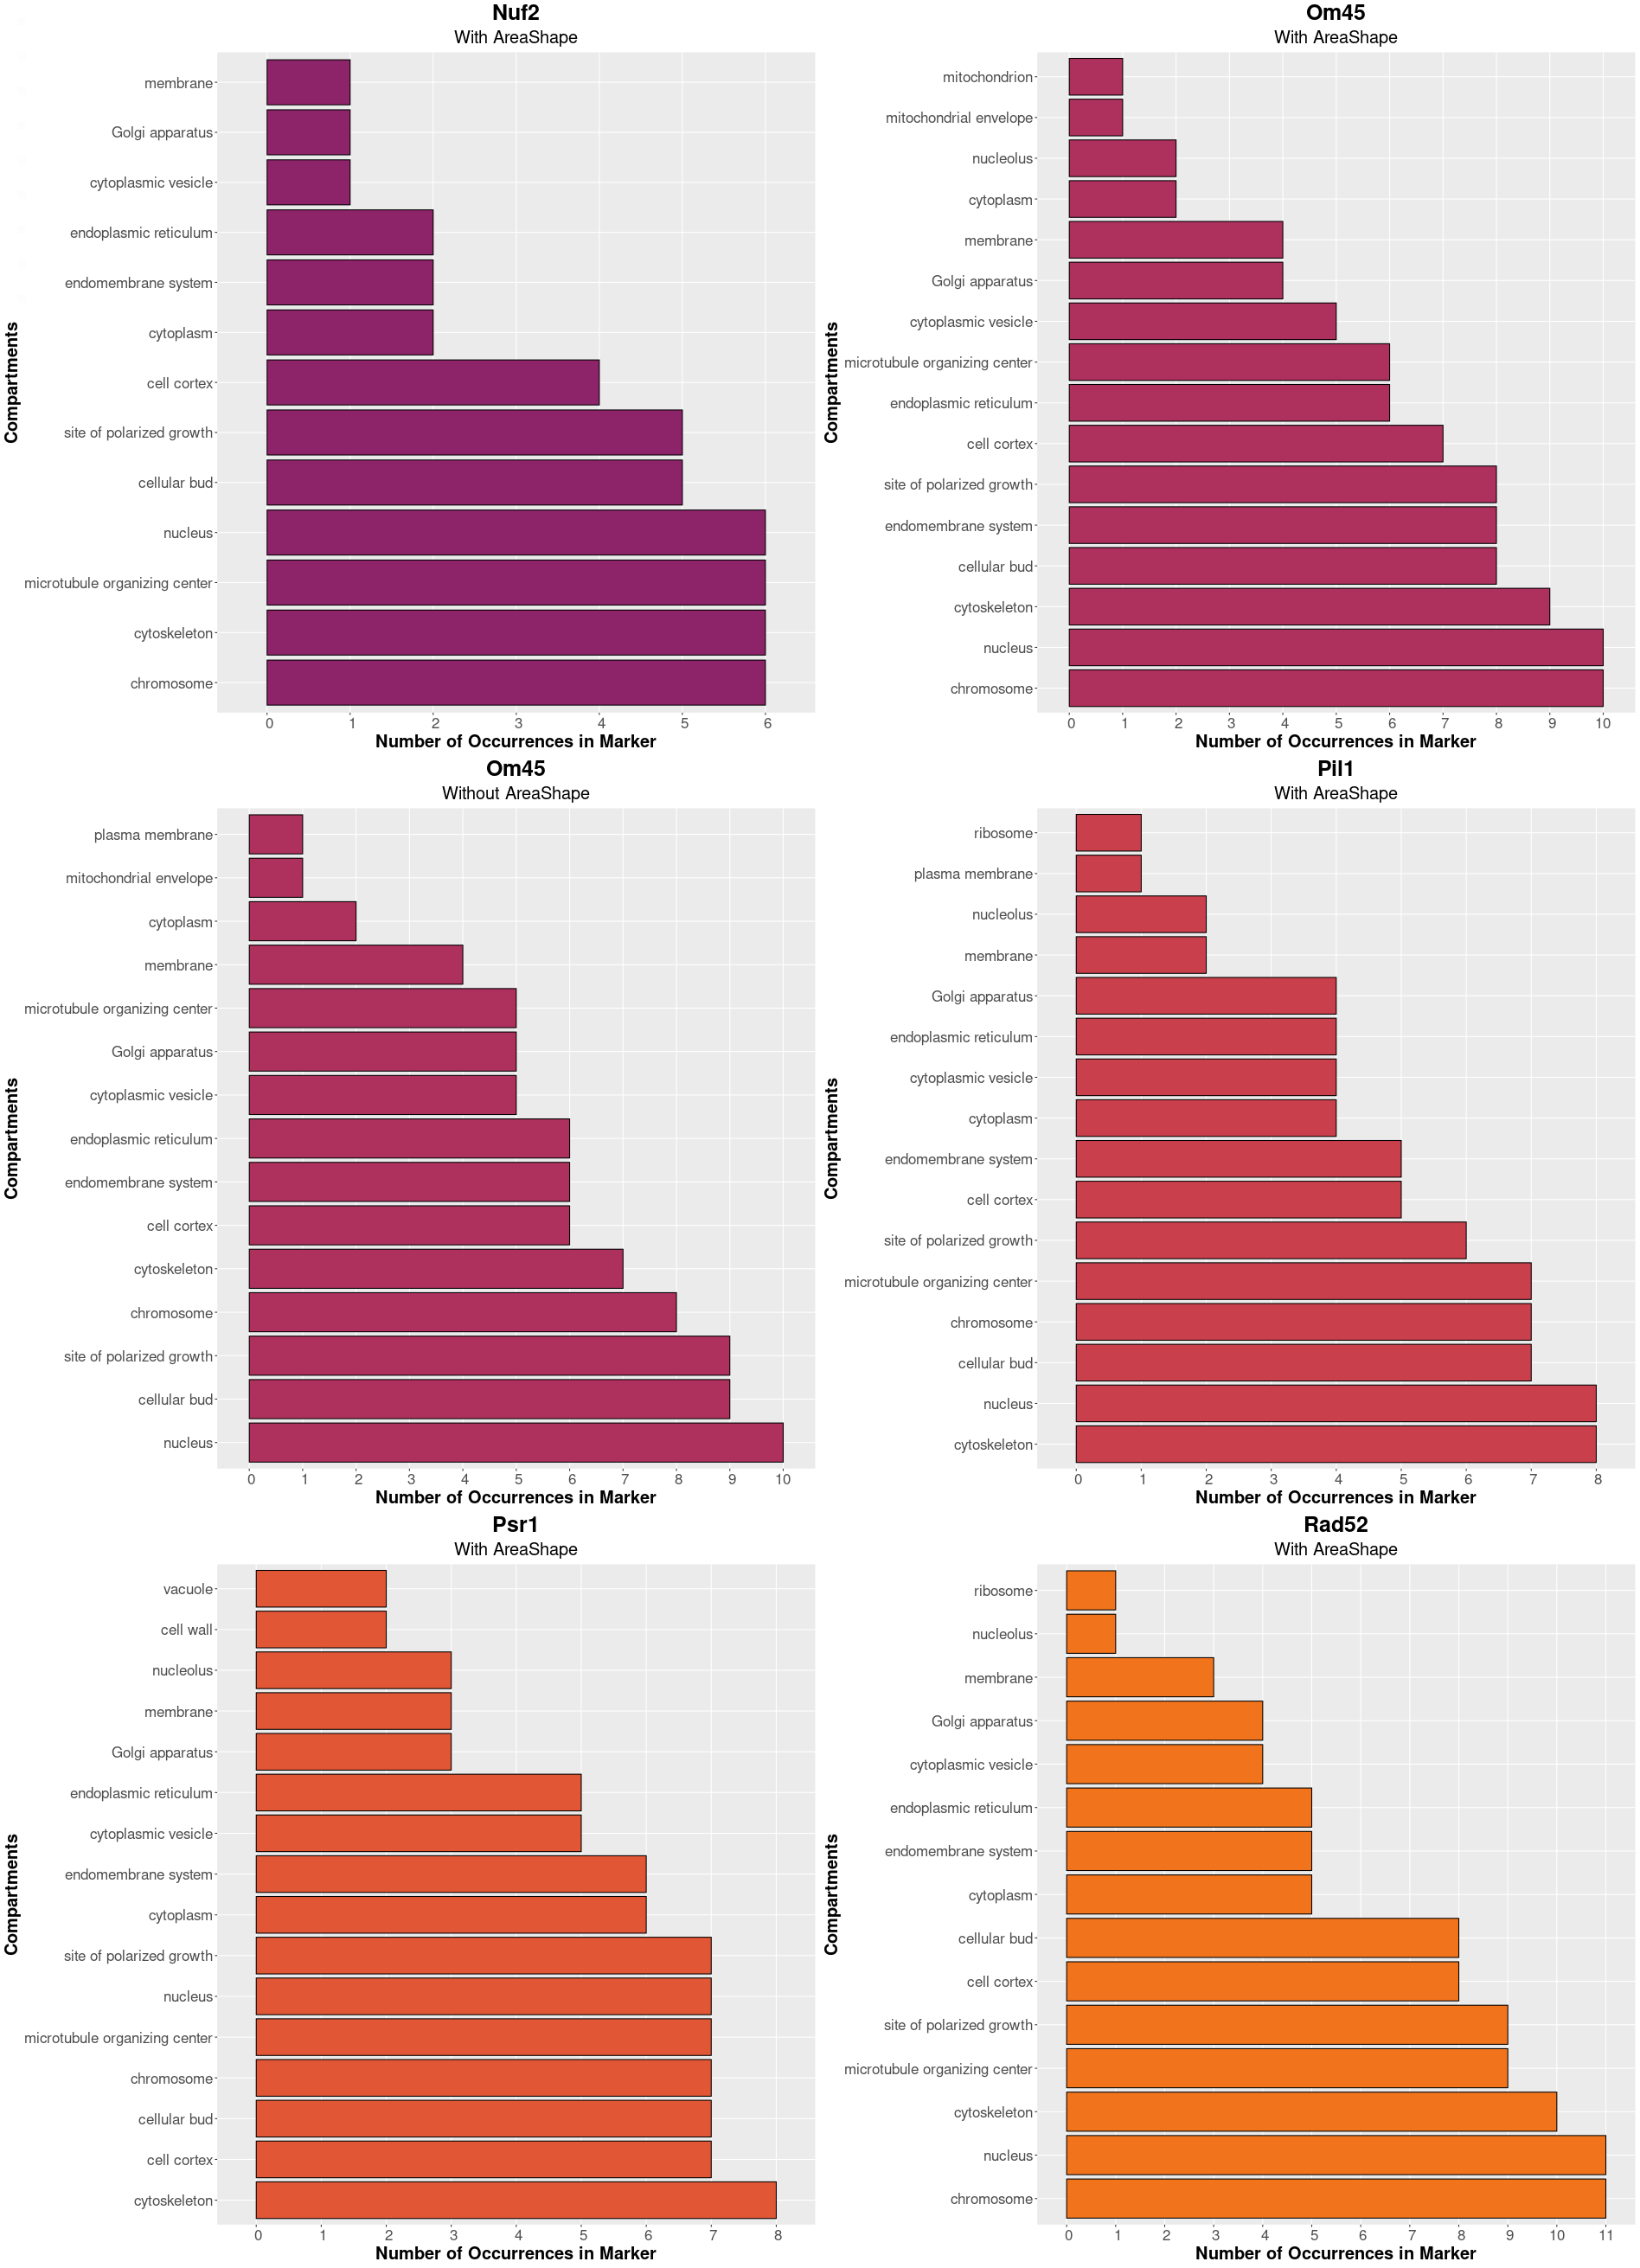 Nuf2
With AreaShape
Compartments
membrane
Golgi apparatus
cytoplasmic vesicle
endoplasmic reticulum
endomembrane system
cytoplasm
cell cortex
site of polarized growth
cellular bud
nucleus
microtubule organizing center
cytoskeleton
chromosome
0 1 2 3 4 5 6
Number of Occurrences in Marker
Om45
With AreaShape
Compartments
mitochondrion
mitochondrial envelope
nucleolus
cytoplasm
membrane
Golgi apparatus
cytoplasmic vesicle
microtubule organizing center
endoplasmic reticulum
cell cortex
site of polarized growth
endomembrane system
cellular bud
cytoskeleton
nucleus
chromosome
0 1 2 3 4 5 6 7 8 9 10
Number of Occurrences in Marker
Om45
Without AreaShape
Compartments
plasma membrane
mitochondrial envelope
cytoplasm
membrane
microtubule organizing center
Golgi apparatus
cytoplasmic vesicle
endoplasmic reticulum
endomembrane system
cell cortex
cytoskeleton
chromosome
site of polarized growth
cellular bud
nucleus
0 1 2 3 4 5 6 7 8 9 10
Number of Occurrences in Marker
Pil1
With AreaShape
Compartments
ribosome
plasma membrane
nucleolus
membrane
Golgi apparatus
endoplasmic reticulum
cytoplasmic vesicle
cytoplasm
endomembrane system
cell cortex
site of polarized growth
microtubule organizing center
chromosome
cellular bud
nucleus
cytoskeleton
0 1 2 3 4 5 6 7 8
Number of Occurrences in Marker
Psr1
With AreaShape
Compartments
vacuole
cell wall
nucleolus
membrane
Golgi apparatus
endoplasmic reticulum
cytoplasmic vesicle
endomembrane system
cytoplasm
site of polarized growth
nucleus
microtubule organizing center
chromosome
cellular bud
cell cortex
cytoskeleton
0 1 2 3 4 5 6 7 8
Number of Occurrences in Marker
Rad52
With AreaShape
Compartments
ribosome
nucleolus
membrane
Golgi apparatus
cytoplasmic vesicle
endoplasmic reticulum
endomembrane system
cytoplasm
cellular bud
cell cortex
site of polarized growth
microtubule organizing center
cytoskeleton
nucleus
chromosome
0 1 2 3 4 5 6 7 8 9 10 11
Number of Occurrences in Marker